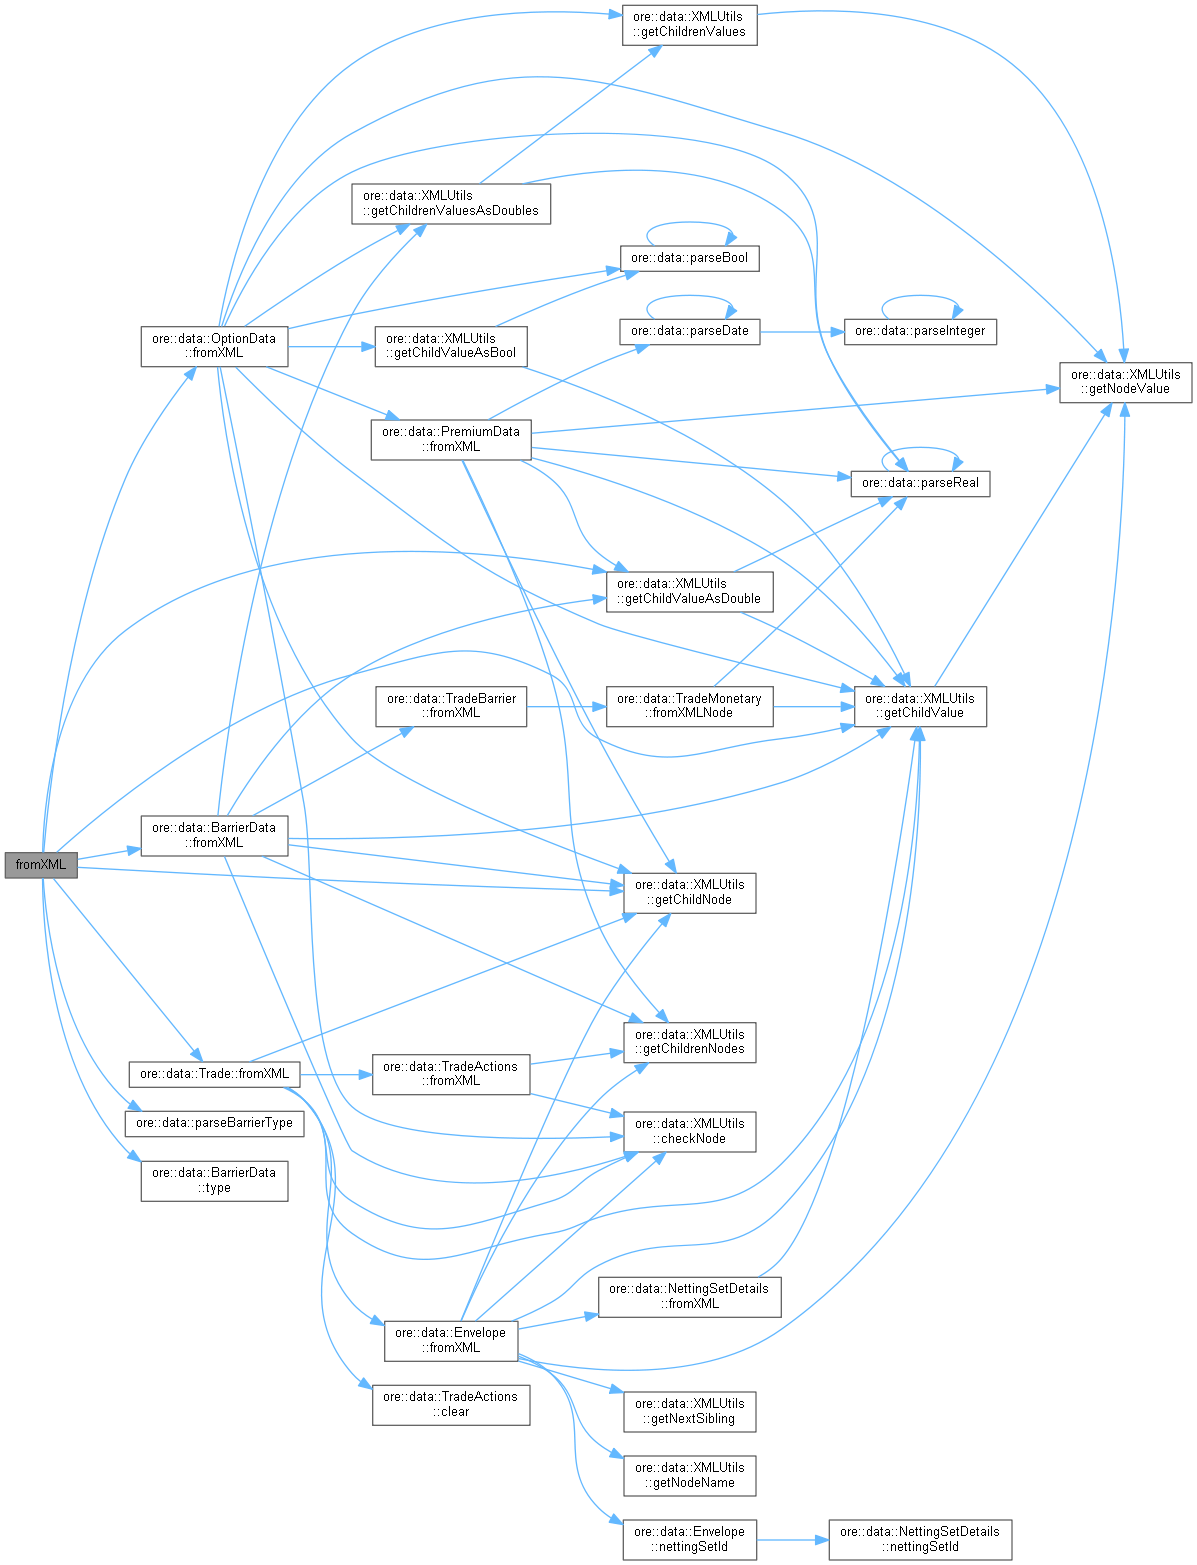 ore::data::XMLUtils
::getChildrenValues
ore::data::XMLUtils
::getChildrenValuesAsDoubles
ore::data::parseBool
ore::data::OptionData
::fromXML
ore::data::XMLUtils
::getChildValueAsBool
ore::data::parseDate
ore::data::parseInteger
ore::data::XMLUtils
::getNodeValue
ore::data::PremiumData
::fromXML
ore::data::parseReal
ore::data::XMLUtils
::getChildValueAsDouble
ore::data::TradeBarrier
::fromXML
ore::data::TradeMonetary
::fromXMLNode
ore::data::XMLUtils
::getChildValue
ore::data::BarrierData
::fromXML
fromXML
ore::data::XMLUtils
::getChildNode
ore::data::XMLUtils
::getChildrenNodes
ore::data::Trade::fromXML
ore::data::TradeActions
::fromXML
ore::data::parseBarrierType
ore::data::XMLUtils
::checkNode
ore::data::BarrierData
::type
ore::data::NettingSetDetails
::fromXML
ore::data::Envelope
::fromXML
ore::data::TradeActions
::clear
ore::data::XMLUtils
::getNextSibling
ore::data::XMLUtils
::getNodeName
ore::data::Envelope
::nettingSetId
ore::data::NettingSetDetails
::nettingSetId